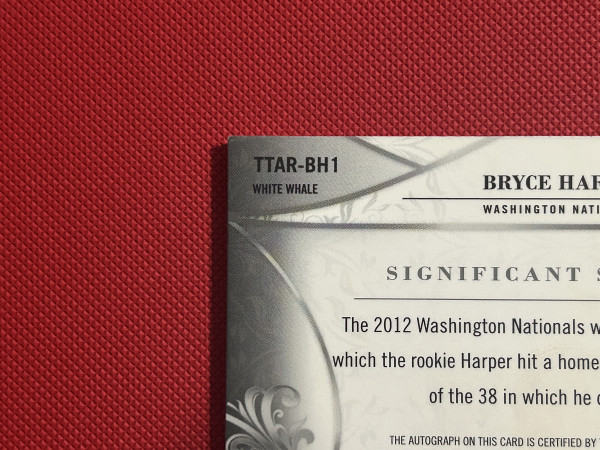 TTAR-BH1
WHITE WHALE
BRYCE HAR
WASHINGTON NATI
SIGNIFICANT S
The 2012 Washington Nationals w
which the rookie Harper hit a home
of the 38 in which he
THE AUTOGRAPH ON THIS CARD IS CERTIFIED BY